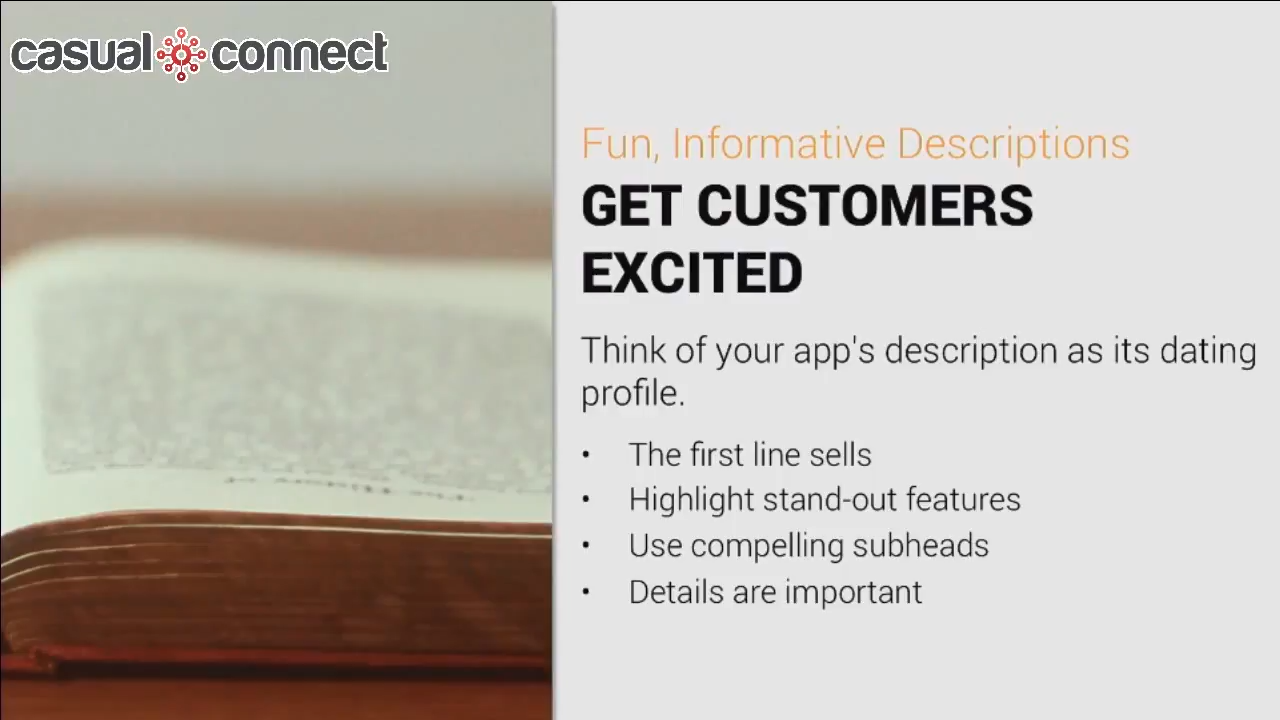 casual connect
Fun, Informative Descriptions
GET CUSTOMERS
EXCITED
Think of your app's description as its dating
profile.
• The first line sells
• Highlight stand-out features
• Use compelling subheads
• Details are important